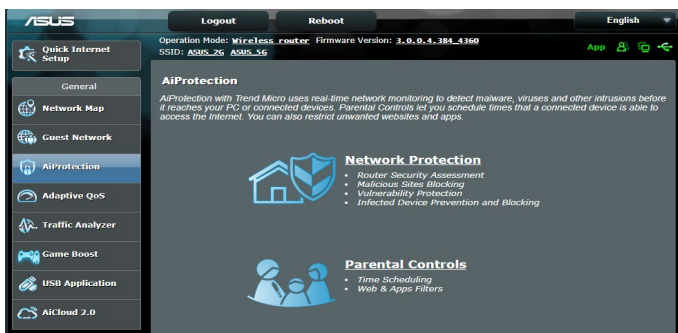 ASUS
Logout
Reboot
English
Quick Internet
Setup
Operation Mode: Wireless router Firmware Version: 3.0.0.4.384_4360
SSID: ASUS_2G ASUS_5G
App
General
Network Map
Guest Network
AiProtection
Adaptive QoS
Traffic Analyzer
Game Boost
USB Application
AiCloud 2.0
AiProtection
AiProtection with Trend Micro uses real-time network monitoring to detect malware, viruses and other intrusions before
it reaches your PC or connected devices. Parental Controls let you schedule times that a connected device is able to
access the Internet. You can also restrict unwanted websites and apps.
Network Protection
• Router Security Assessment
• Malicious Sites Blocking
• Vulnerability Protection
• Infected Device Prevention and Blocking
Parental Controls
• Time Scheduling
• Web & Apps Filters